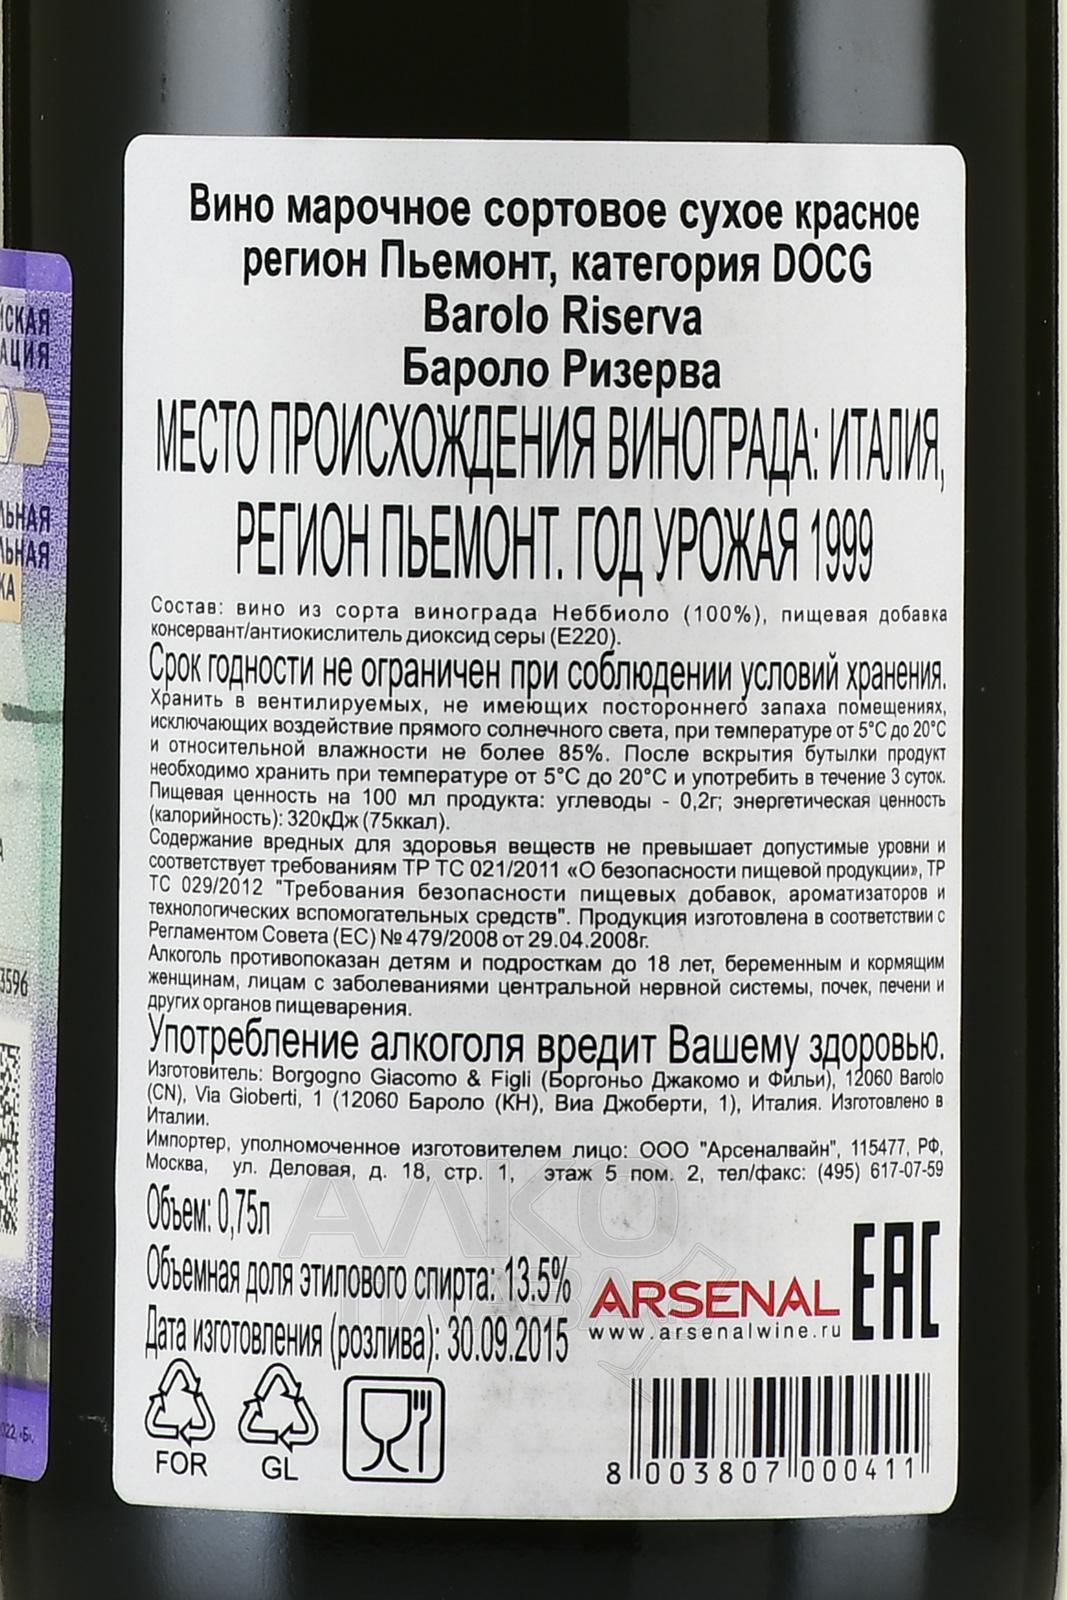 Вино марочное сортовое сухое красное
регион Пьемонт, категория DOCG
Barolo Riserva
Бароло Ризерва
МЕСТО ПРОИСХОЖДЕНИЯ ВИНОГРАДА: ИТАЛИЯ,
РЕГИОН ПЬЕМОНТ. ГОД УРОЖАЯ 1999
Состав: вино из сорта винограда Неббиоло (100%), пищевая добавка
консервант/антиокислитель диоксид серы (Е220).
Срок годности не ограничен при соблюдении условий хранения.
Хранить в вентилируемых, не имеющих постороннего запаха помещениях,
исключающих воздействие прямого солнечного света, при температуре от 5°С до 20°С
и относительной влажности не более 85%. После вскрытия бутылки продукт
необходимо хранить при температуре от 5°С до 20°С и употребить в течение 3 суток.
Пищевая ценность на 100 мл продукта: углеводы - 0,2г; энергетическая ценность
(калорийность): 320кДж (75ккал).
Содержание вредных для здоровья веществ не превышает допустимые уровни и
соответствует требованиям ТР ТС 021/2011 «О безопасности пищевой продукции», ТР
ТС 029/2012 "Требования безопасности пищевых добавок, ароматизаторов и
технологических вспомогательных средств". Продукция изготовлена в соответствии с
Регламентом Совета (ЕС) № 479/2008 от 29.04.2008г.
Алкоголь противопоказан детям и подросткам до 18 лет, беременным и кормящим
женщинам, лицам с заболеваниями центральной нервной системы, почек, печени и
других органов пищеварения.
Употребление алкоголя вредит Вашему здоровью.
Изготовитель: Borgogno Giacomo & Figli (Боргоньо Джакомо и Фильи), 12060 Barolo
(CN), Via Gioberti, 1 (12060 Бароло (КН), Виа Джоберти, 1), Италия. Изготовлено в
Италии.
Импортер, уполномоченное изготовителем лицо: ООО "Арсеналвайн", 115477, РФ,
Москва, ул. Деловая, д. 18, стр. 1, этаж 5 пом. 2, тел/факс: (495) 617-07-59
Объем: 0,75л
Объемная доля этилового спирта: 13.5%
Дата изготовления (розлива): 30.09.2015
ARSENAL
www.arsenalwine.ru
EAC
FOR
GL
8 003807 000411
3596
АЛКО